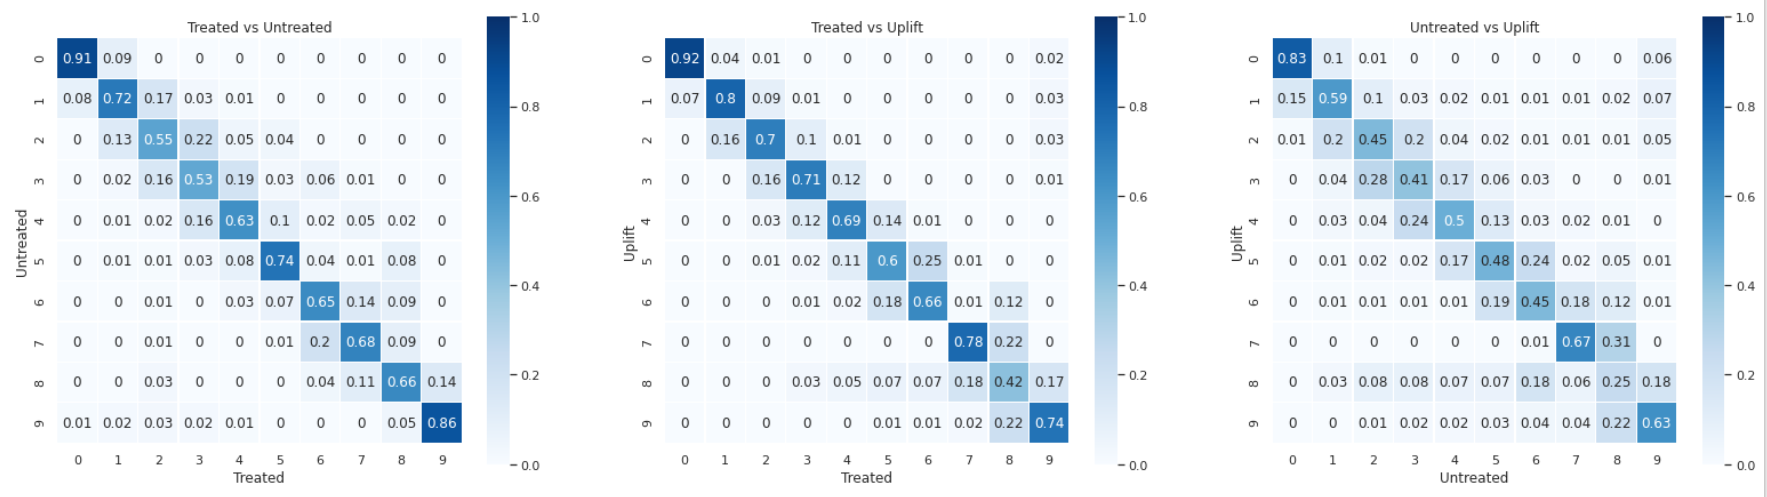 Treated vs Untreated
0 0.91 0.09 0 0 0 0 0 0 0 0
1 0.08 0.72 0.17 0.03 0.01 0 0 0 0 0
2 0 0.13 0.55 0.22 0.05 0.04 0 0 0 0
3 0 0.02 0.16 0.53 0.19 0.03 0.06 0.01 0 0
4 0 0.01 0.02 0.16 0.63 0.1 0.02 0.05 0.02 0
5 0 0.01 0.01 0.03 0.08 0.74 0.04 0.01 0.08 0
6 0 0 0.01 0 0.03 0.07 0.65 0.14 0.09 0
7 0 0 0.01 0 0 0.01 0.2 0.68 0.09 0
8 0 0 0.03 0 0 0 0.04 0.11 0.66 0.14
9 0.01 0.02 0.03 0.02 0.01 0 0 0 0.05 0.86
0 1 2 3 4 5 6 7 8 9
Treated
Untreated
1.0
0.8
0.6
0.4
0.2
0.0
Treated vs Uplift
0 0.92 0.04 0.01 0 0 0 0 0 0 0.02
1 0.07 0.8 0.09 0.01 0 0 0 0 0 0.03
2 0 0.16 0.7 0.1 0.01 0 0 0 0 0.03
3 0 0 0.16 0.71 0.12 0 0 0 0 0.01
4 0 0 0.03 0.12 0.69 0.14 0.01 0 0 0
5 0 0 0.01 0.02 0.11 0.6 0.25 0.01 0 0
6 0 0 0 0.01 0.02 0.18 0.66 0.01 0.12 0
7 0 0 0 0 0 0 0 0.78 0.22 0
8 0 0 0 0.03 0.05 0.07 0.07 0.18 0.42 0.17
9 0 0 0 0 0 0.01 0.01 0.02 0.22 0.74
0 1 2 3 4 5 6 7 8 9
Treated
Uplift
1.0
0.8
0.6
0.4
0.2
0.0
Untreated vs Uplift
0 0.83 0.1 0.01 0 0 0 0 0 0 0.06
1 0.15 0.59 0.1 0.03 0.02 0.01 0.01 0.01 0.02 0.07
2 0.01 0.2 0.45 0.2 0.04 0.02 0.01 0.01 0.01 0.05
3 0 0.04 0.28 0.41 0.17 0.06 0.03 0 0 0.01
4 0 0.03 0.04 0.24 0.5 0.13 0.03 0.02 0.01 0
5 0 0.01 0.02 0.02 0.17 0.48 0.24 0.02 0.05 0.01
6 0 0.01 0.01 0.01 0.01 0.19 0.45 0.18 0.12 0.01
7 0 0 0 0 0 0 0.01 0.67 0.31 0
8 0 0.03 0.08 0.08 0.07 0.07 0.18 0.06 0.25 0.18
9 0 0 0.01 0.02 0.02 0.03 0.04 0.04 0.22 0.63
0 1 2 3 4 5 6 7 8 9
Untreated
Uplift
1.0
0.8
0.6
0.4
0.2
0.0